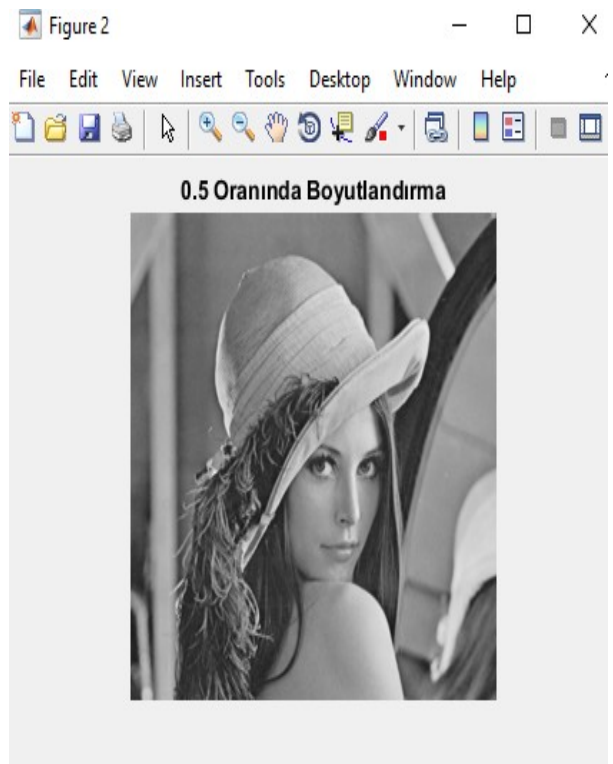 Figure 2
File Edit View Insert Tools Desktop Window Help
0.5 Oranında Boyutlandırma